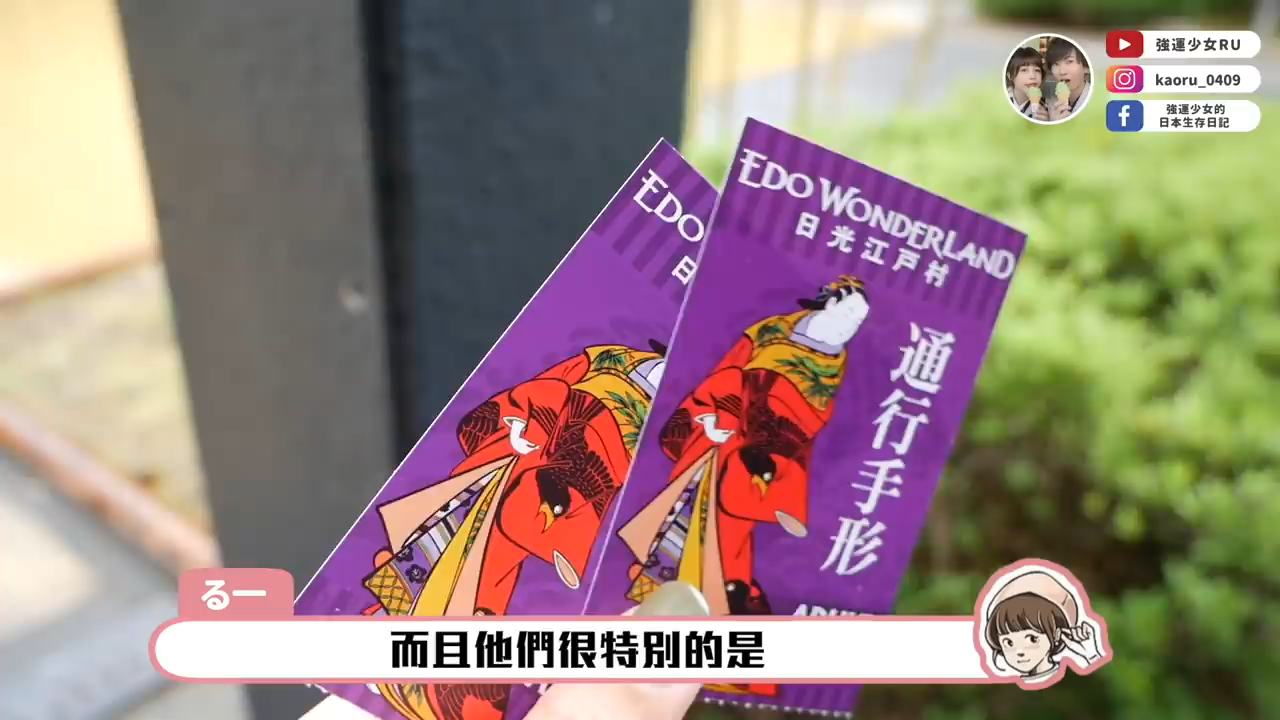 強運少女RU
kaoru_0409
強運少女的
日本生存日記
EDO WONDERLAND
日光江戸村
通行手形
EDO
日
るー
而且他們很特別的是